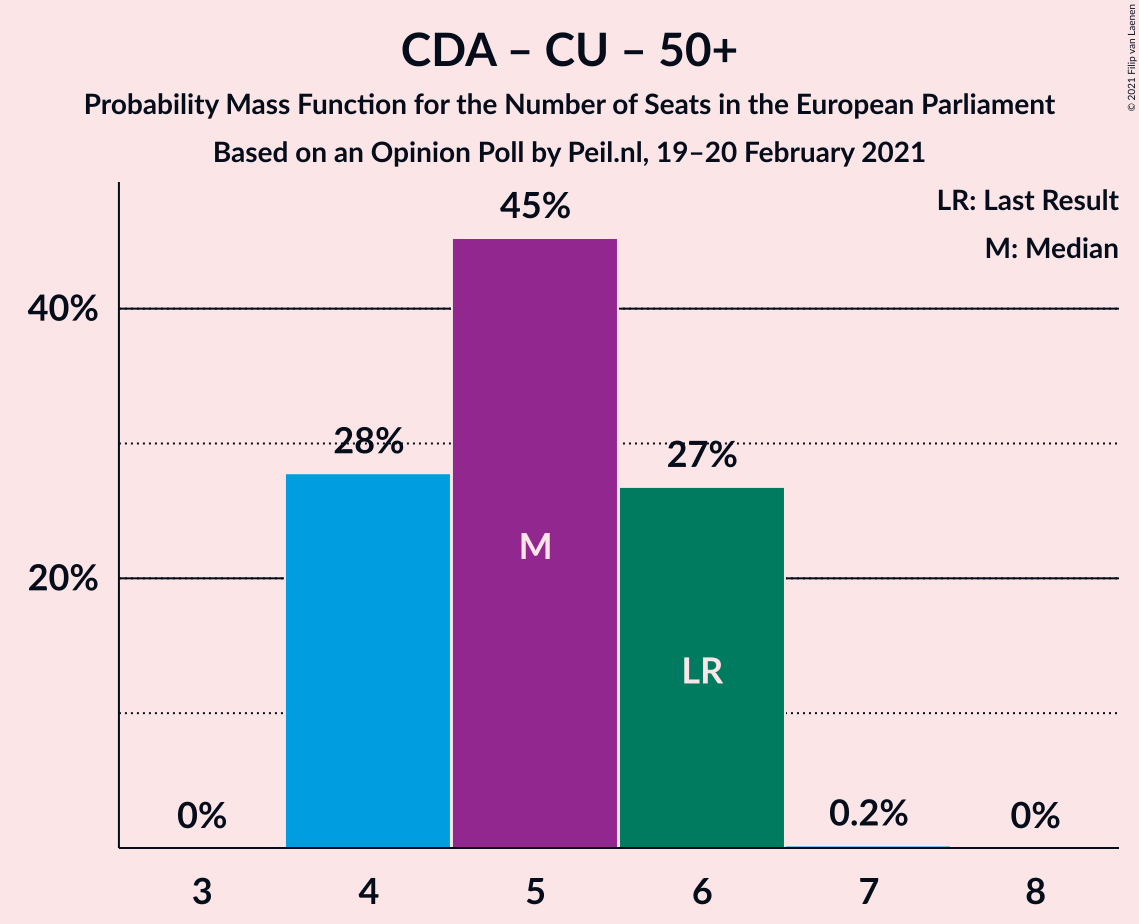 CDA – CU – 50+
Probability Mass Function for the Number of Seats in the European Parliament
Based on an Opinion Poll by Peil.nl, 19–20 February 2021
© 2021 Filip van Laenen
LR: Last Result
M: Median
45%
40%
28%
27%
M
20%
LR
0%
0.2%
0%
3 4 5 6 7 8